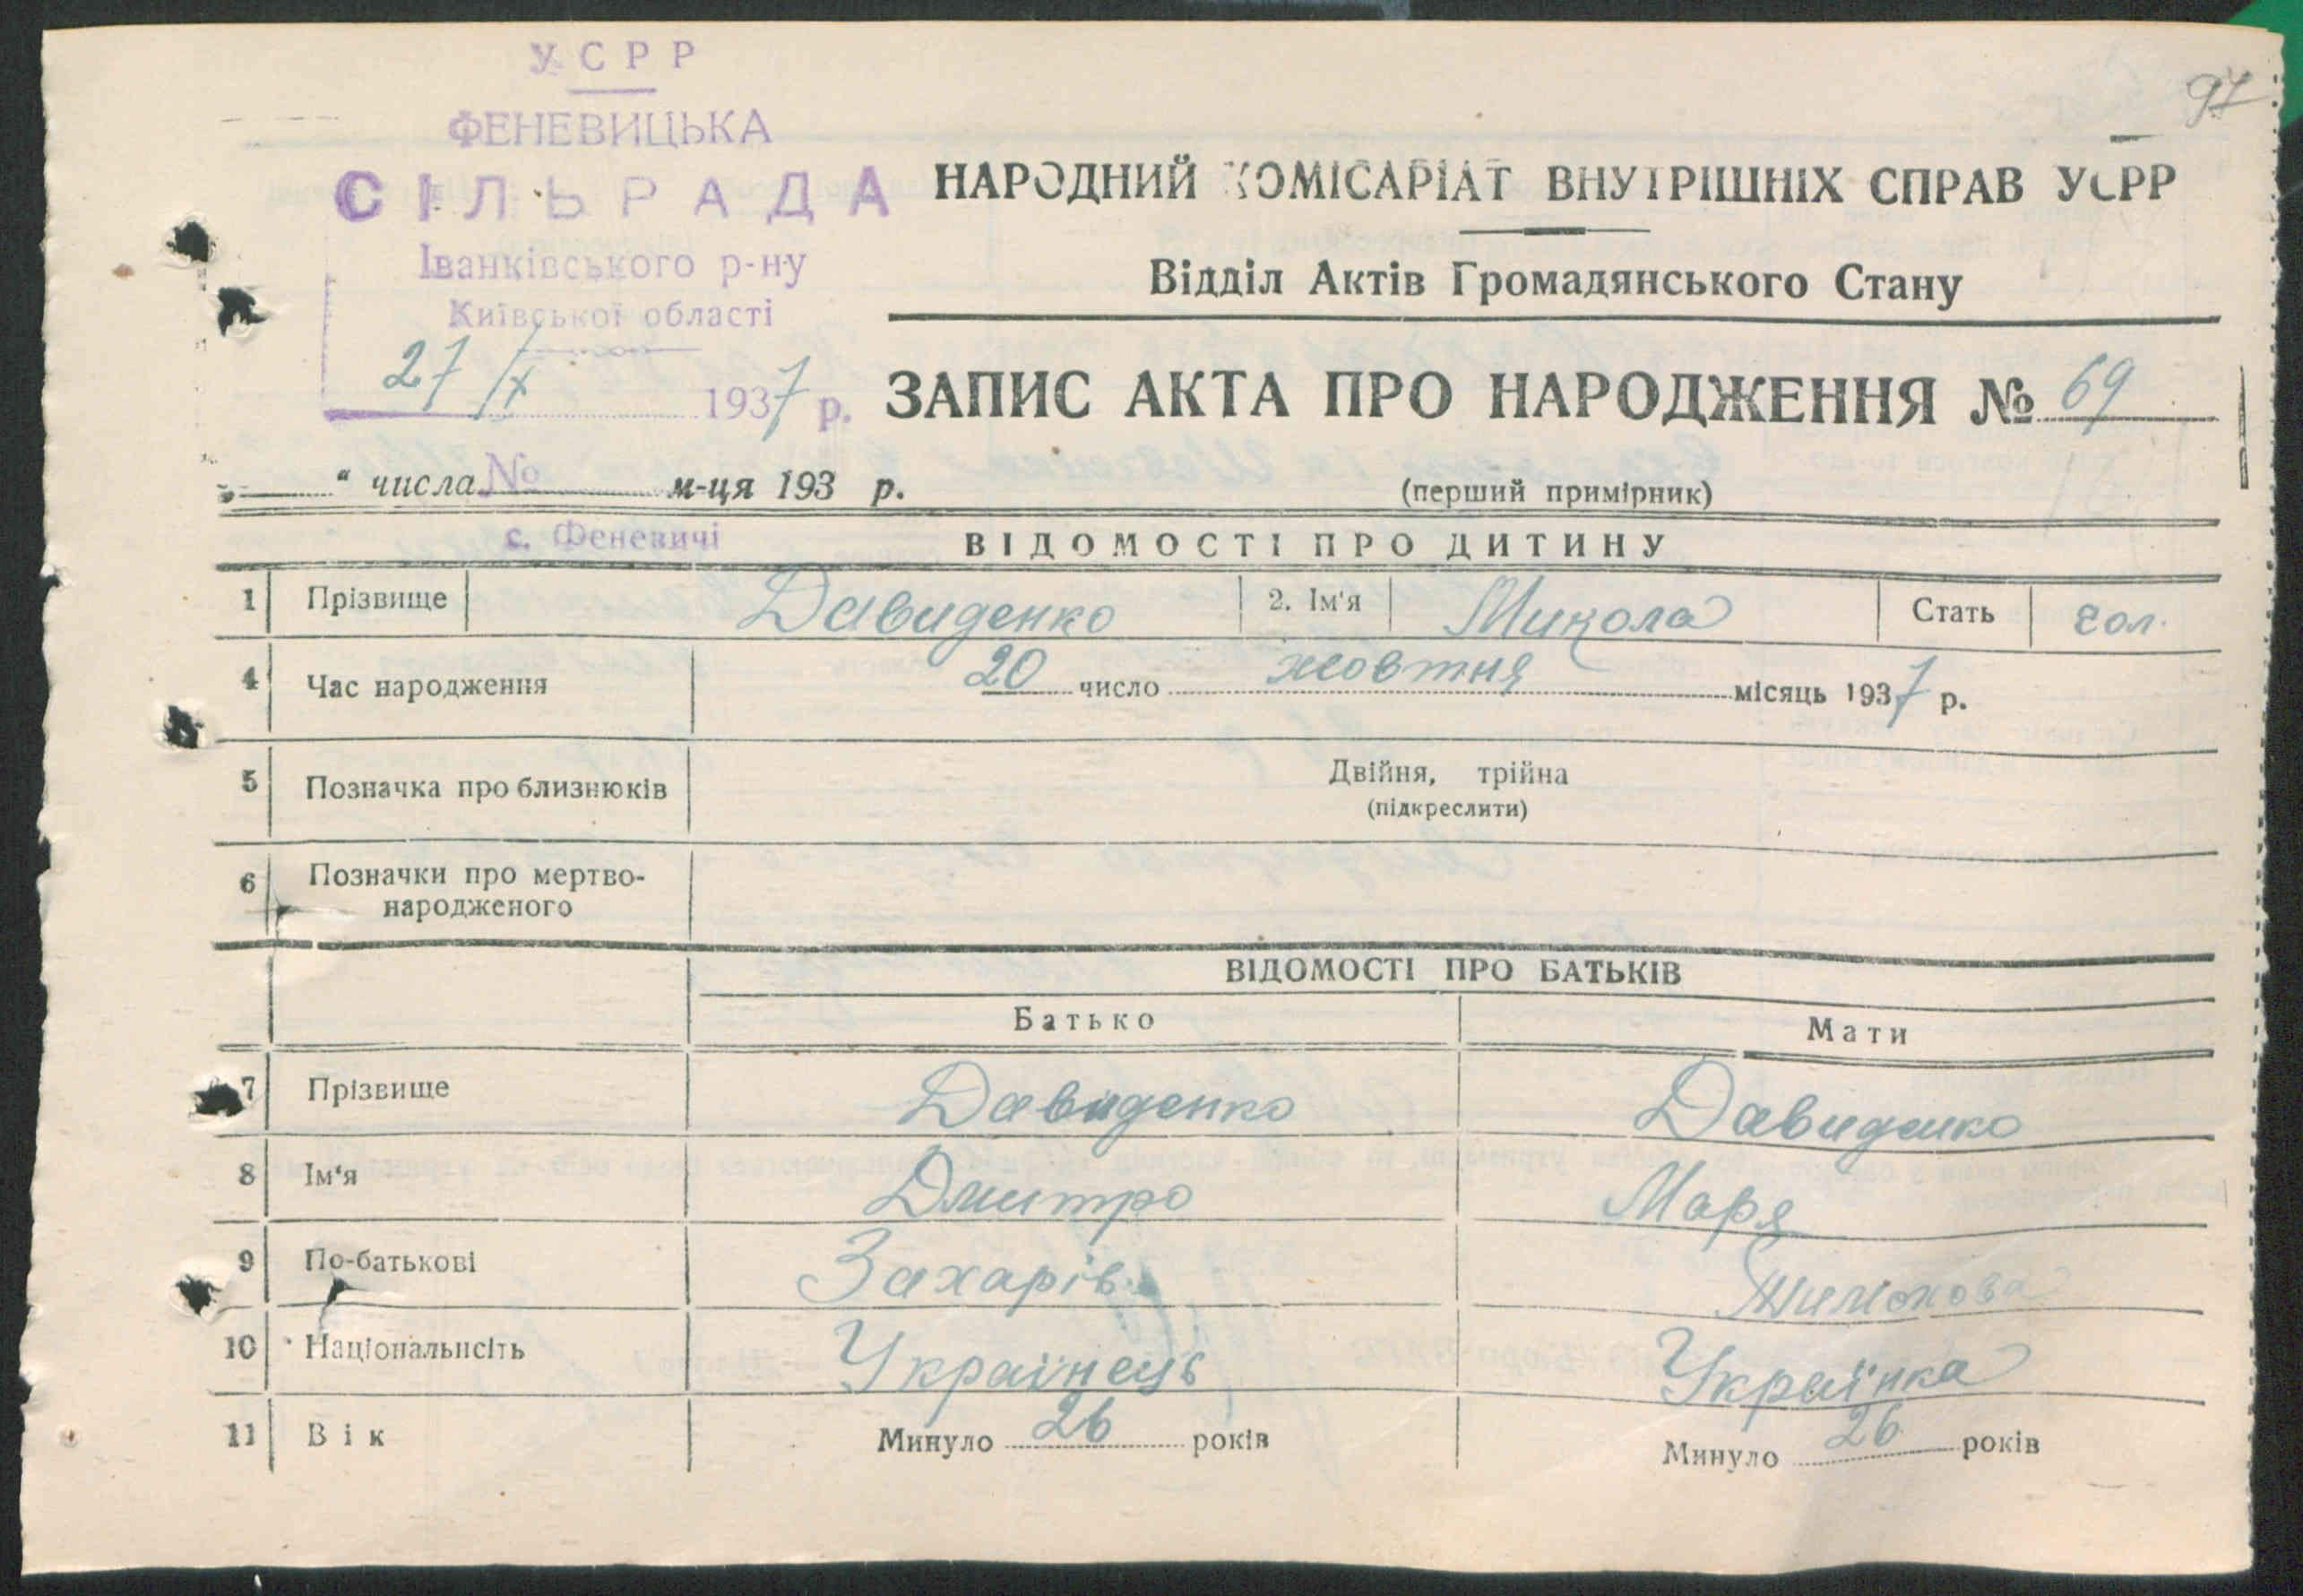 97
УСРР
ФЕНЕВИЦЬКА
СІЛЬРАДА
Іванківського р-ну
Київської області
27/X 1937 р.
№
с. Феневичі
НАРОДНИЙ КОМІСАРІАТ ВНУТРІШНІХ СПРАВ УСРР
Відділ Актів Громадянського Стану
ЗАПИС АКТА ПРО НАРОДЖЕННЯ № 69
„ “ числа м-ця 193 р. (перший примірник)
ВІДОМОСТІ ПРО ДИТИНУ
1 Прізвище Давиденко 2. Ім'я Микола Стать чол.
4 Час народження 20 число жовтня місяць 1937 р.
5 Позначка про близнюків Двійня, трійна
(підкреслити)
6 Позначки про мертво-
народженого
ВІДОМОСТІ ПРО БАТЬКІВ
Батько Мати
7 Прізвище Давиденко Давиденко
8 Ім'я Дмитро Маря
9 По-батькові Захарів
10 Національнсіть Українець Українка
11 Вік Минуло 26 років Минуло 26 років